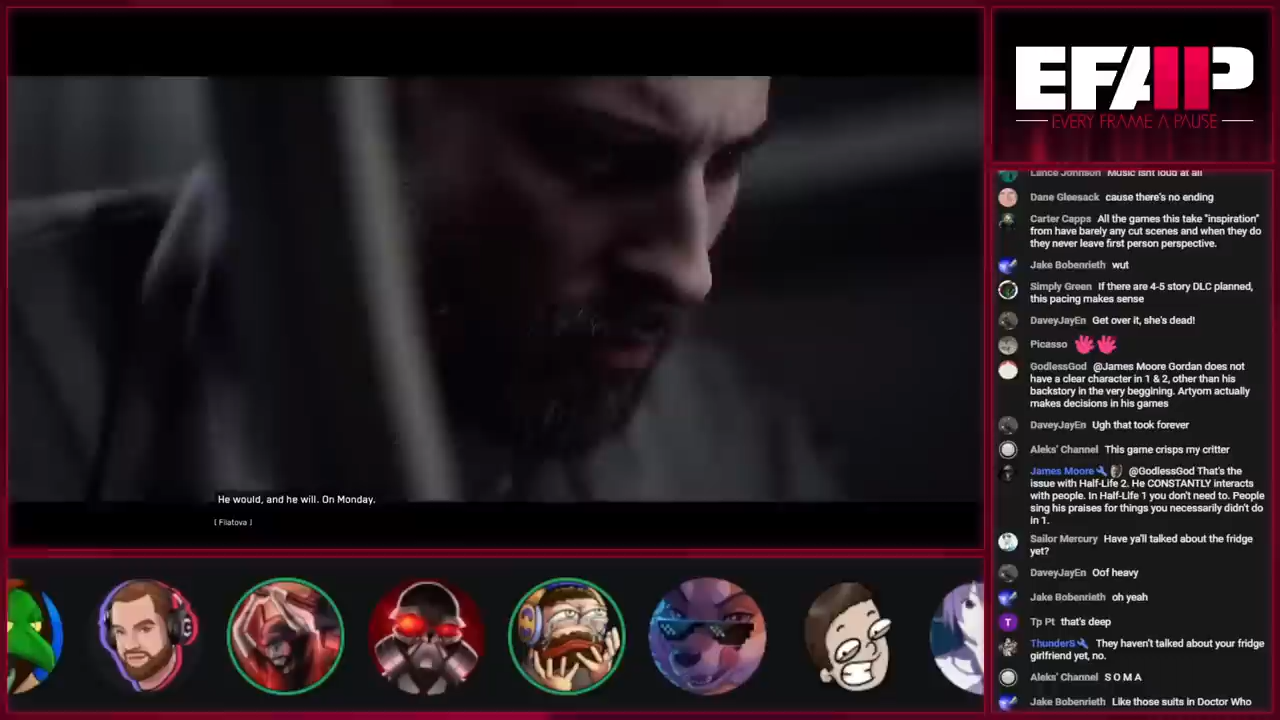 He would, and he will. On Monday.
[ Filatova ]
EFAP
EVERY FRAME A PAUSE
Lance Johnson Music isnt loud at all
Dane Gleesack cause there's no ending
Carter Capps All the games this take "inspiration"
from have barely any cut scenes and when they do
they never leave first person perspective.
Jake Bobenrieth wut
Simply Green If there are 4-5 story DLC planned,
this pacing makes sense
DaveyJayEn Get over it, she's dead!
Picasso
GodlessGod @James Moore Gordan does not
have a clear character in 1 & 2, other than his
backstory in the very beggining. Artyom actually
makes decisions in his games
DaveyJayEn Ugh that took forever
Aleks' Channel This game crisps my critter
James Moore @GodlessGod That's the
issue with Half-Life 2. He CONSTANTLY interacts
with people. In Half-Life 1 you don't need to. People
sing his praises for things you necessarily didn't do
in 1.
Sailor Mercury Have ya'll talked about the fridge
yet?
DaveyJayEn Oof heavy
Jake Bobenrieth oh yeah
T
Tp Pt that's deep
ThunderS They haven't talked about your fridge
girlfriend yet, no.
Aleks' Channel S O M A
Jake Bobenrieth Like those suits in Doctor Who